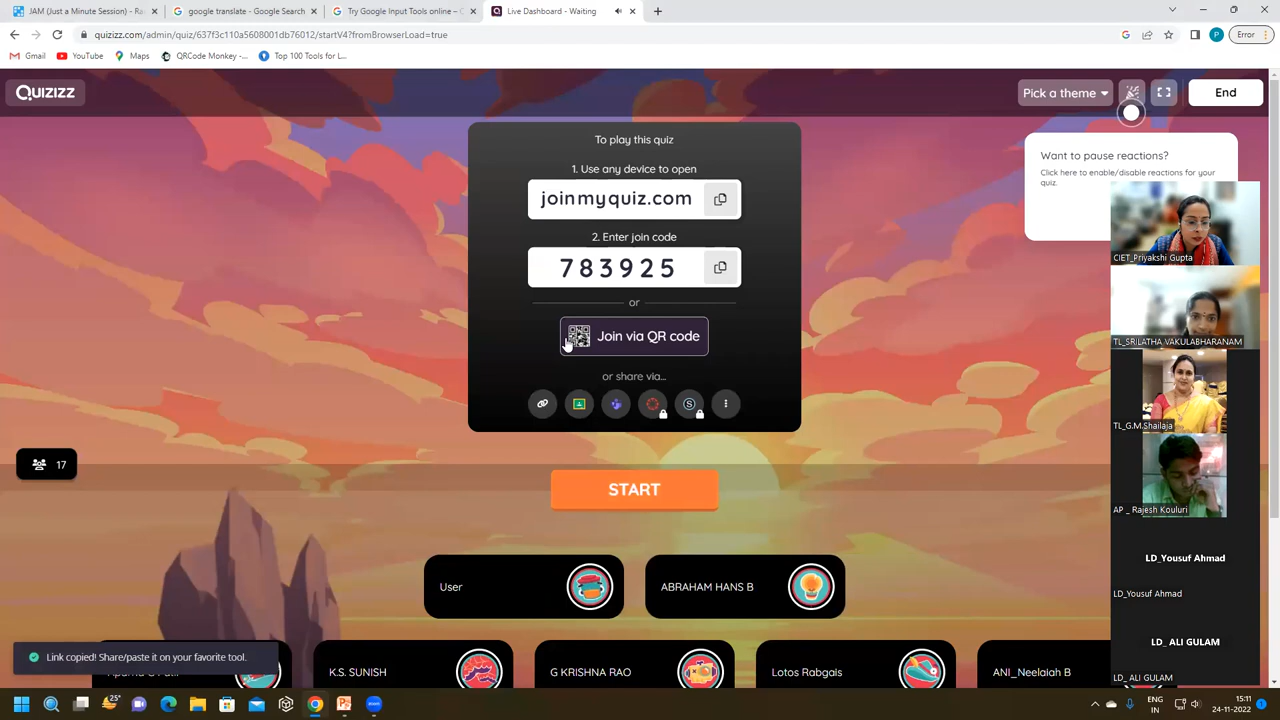 JAM (Just a Minute Session) - Ra
google translate - Google Search
Try Google Input Tools online – C
Live Dashboard - Waiting
quizizz.com/admin/quiz/637f3c110a5608001db76012/startV4?fromBrowserLoad=true
P
Error
Gmail
YouTube
Maps
QRCode Monkey -...
Top 100 Tools for L...
QUIZIZZ
Pick a theme
End
To play this quiz
1. Use any device to open
joinmyquiz.com
2. Enter join code
783925
or
Join via QR code
or share via...
S
Want to pause reactions?
Click here to enable/disable reactions for your
quiz.
CIET_Priyakshi Gupta
TL_SRILATHA VAKULABHARANAM
TL_G.M.Shailaja
AP _ Rajesh Kouluri
LD_Yousuf Ahmad
LD_Yousuf Ahmad
LD_ ALI GULAM
LD_ ALI GULAM
17
START
User
ABRAHAM HANS B
K.S. SUNISH
G KRISHNA RAO
Lotos Rabgais
ANI_Neelaiah B
Link copied! Share/paste it on your favorite tool.
25°
ENG
IN
15:11
24-11-2022